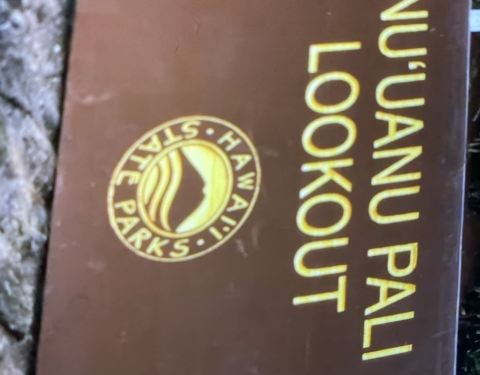 NU'UANU PALI
LOOKOUT
HAWAI'I
STATE PARKS